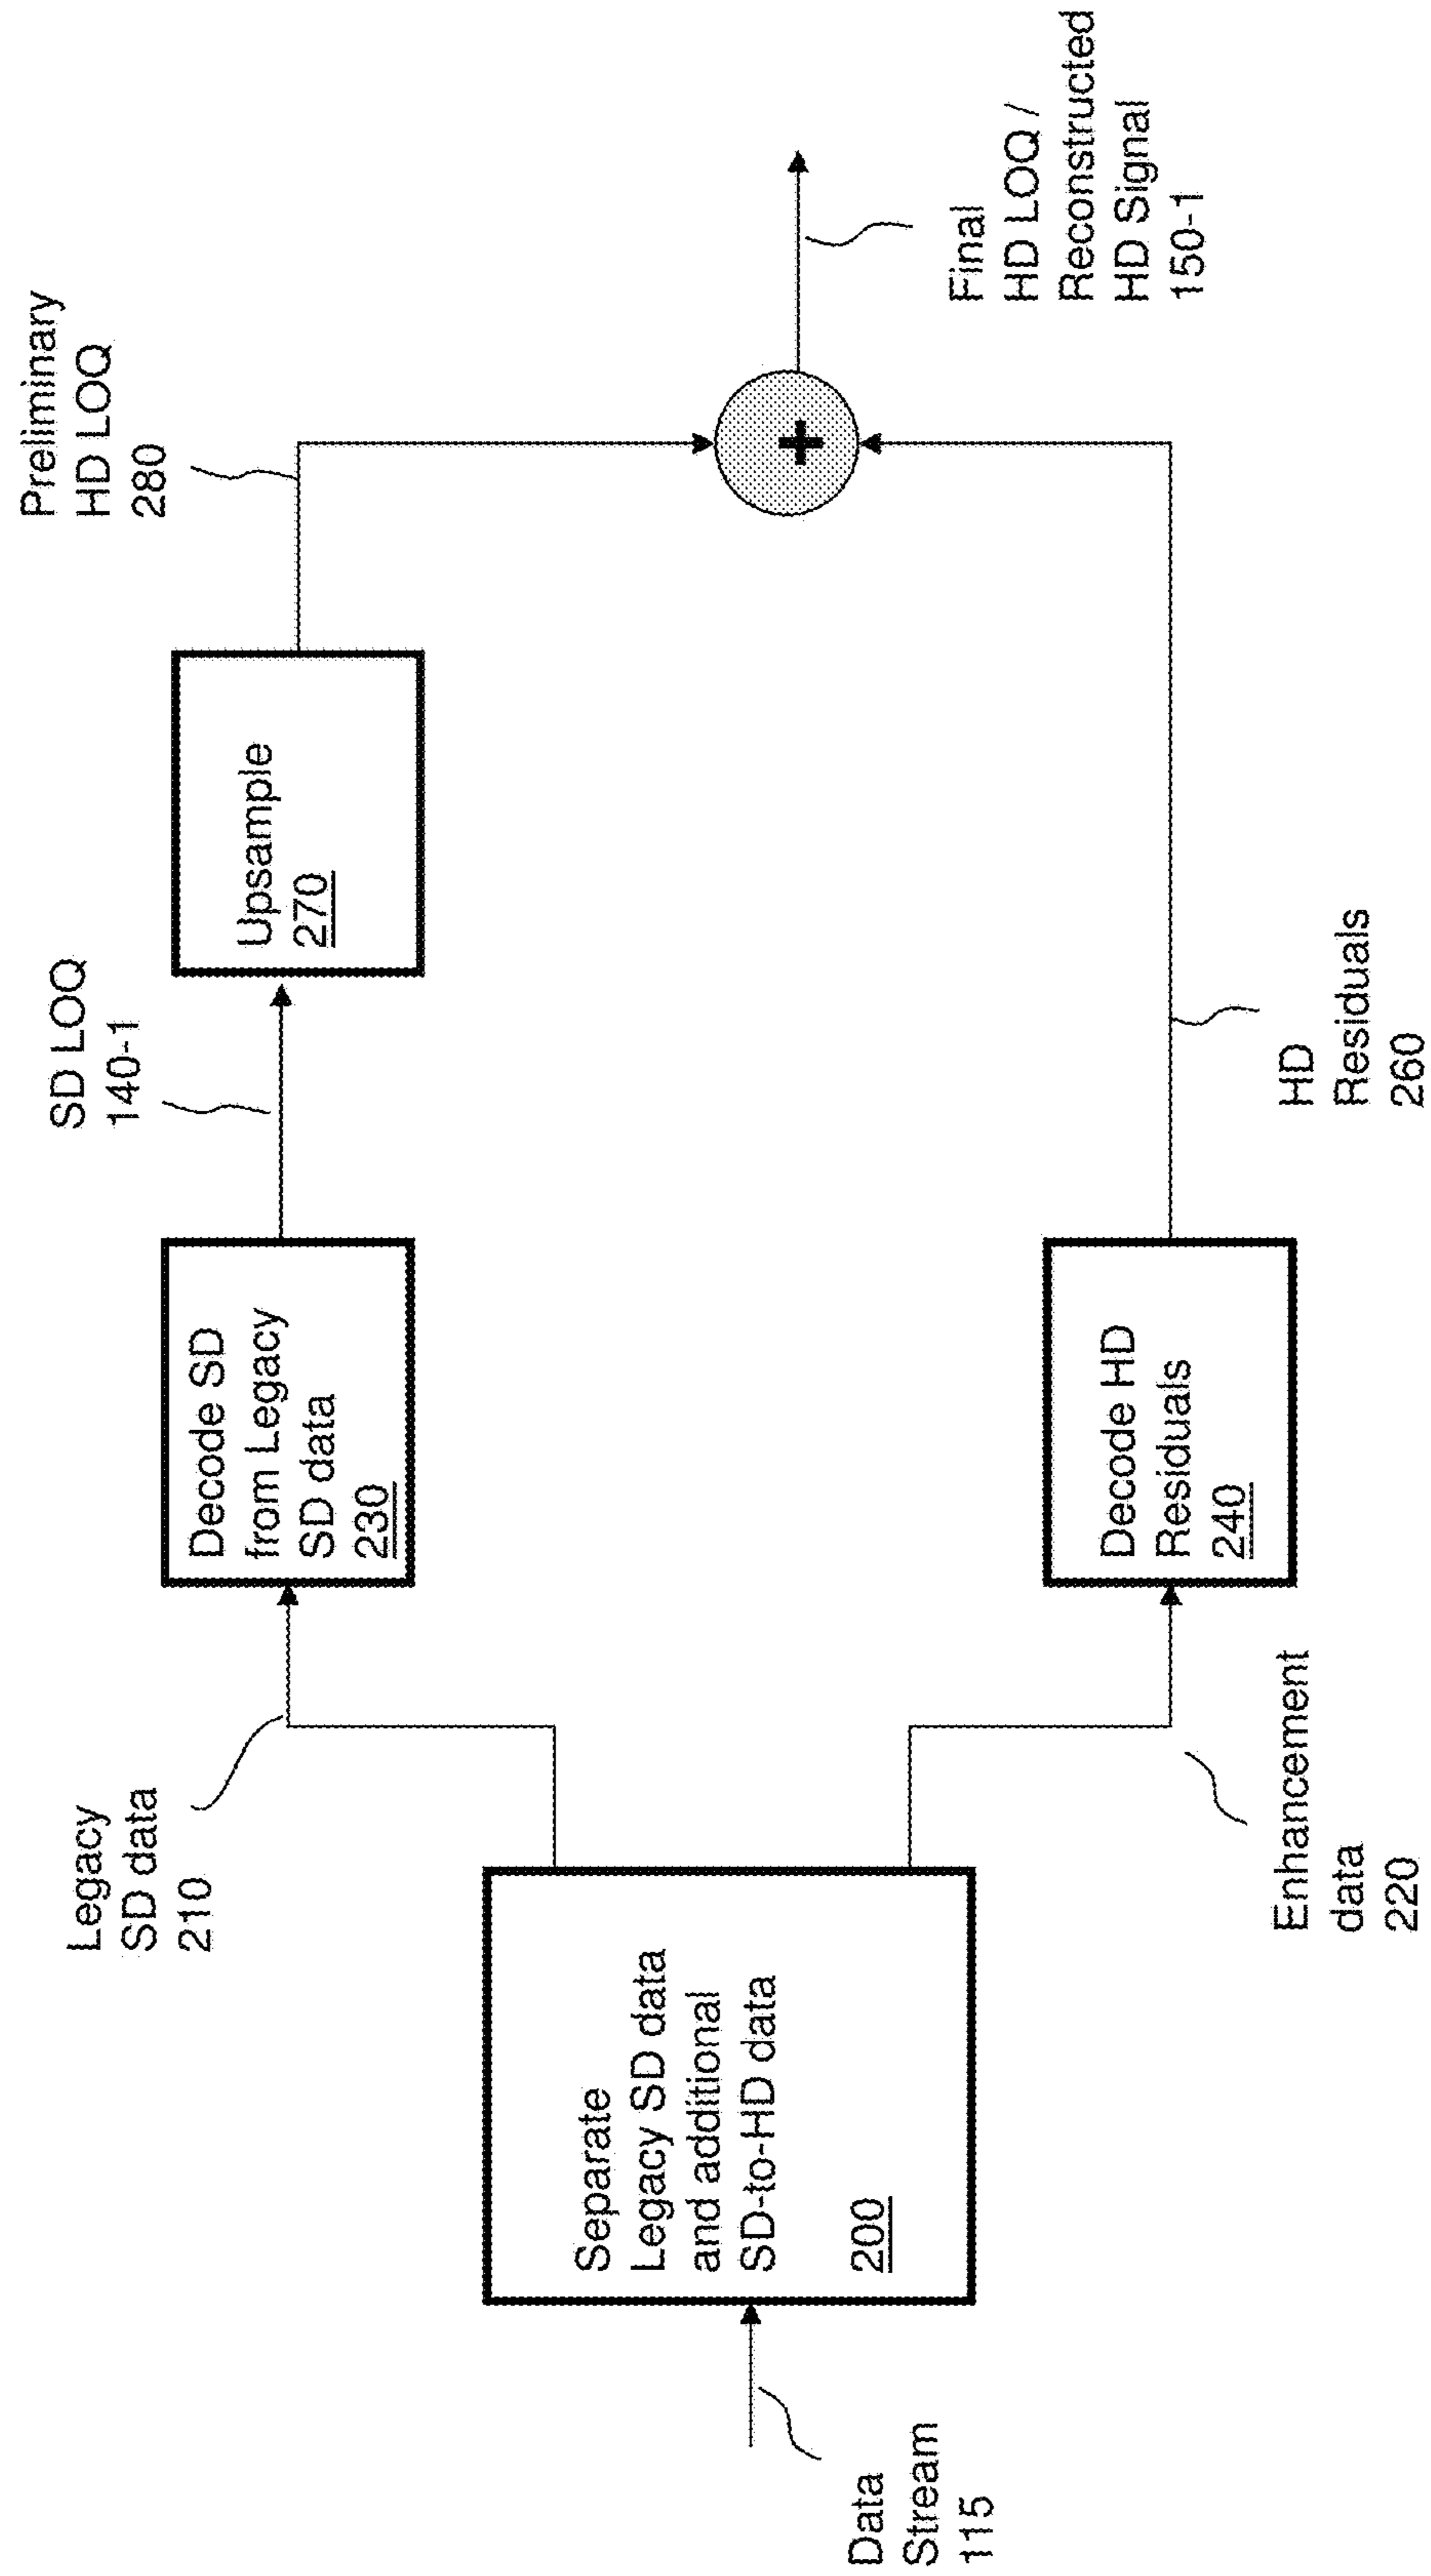 Data
Stream
115
Separate
Legacy SD data
and additional
SD-to-HD data
200
Legacy
SD data
210
Enhancement
data
220
Decode SD
from Legacy
SD data
230
Decode HD
Residuals
240
SD LOQ
140-1
HD
Residuals
260
Upsample
270
Preliminary
HD LOQ
280
+
Final
HD LOQ /
Reconstructed
HD Signal
150-1